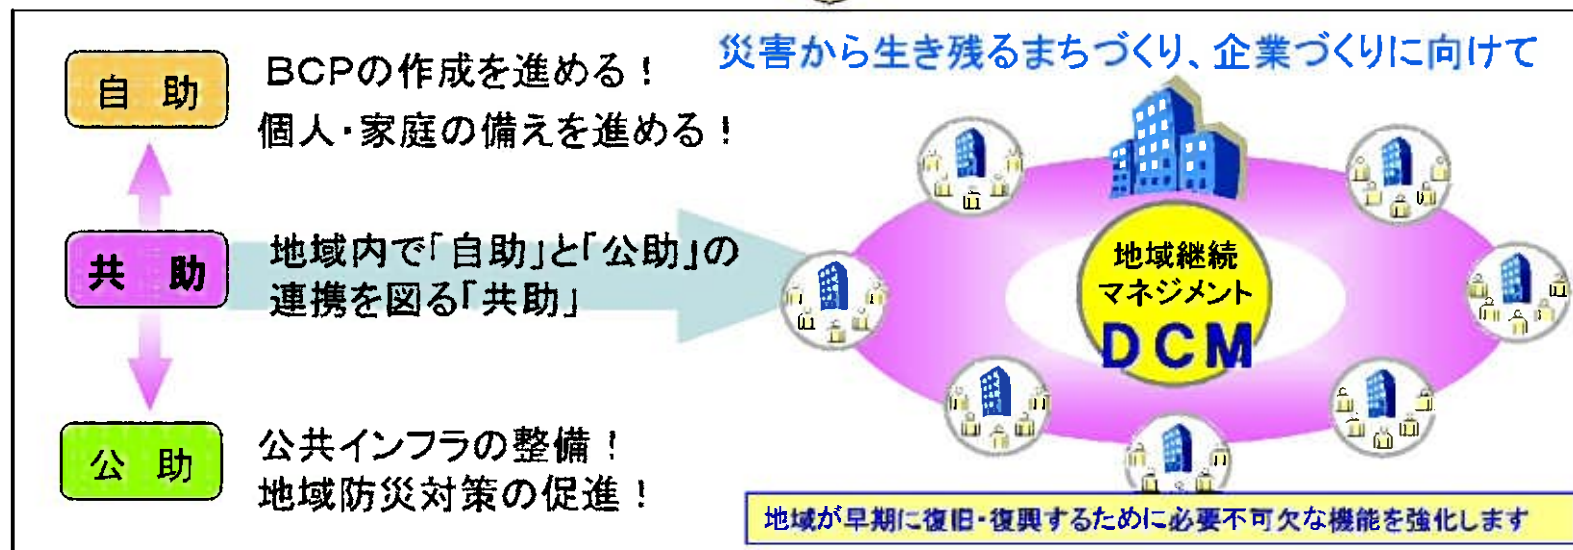 自助
BCPの作成を進める！
個人・家庭の備えを進める！
共助
地域内で「自助」と「公助」の
連携を図る「共助」
公助
公共インフラの整備！
地域防災対策の促進！
災害から生き残るまちづくり、企業づくりに向けて
地域継続
マネジメント
DCM
地域が早期に復旧・復興するために必要不可欠な機能を強化します